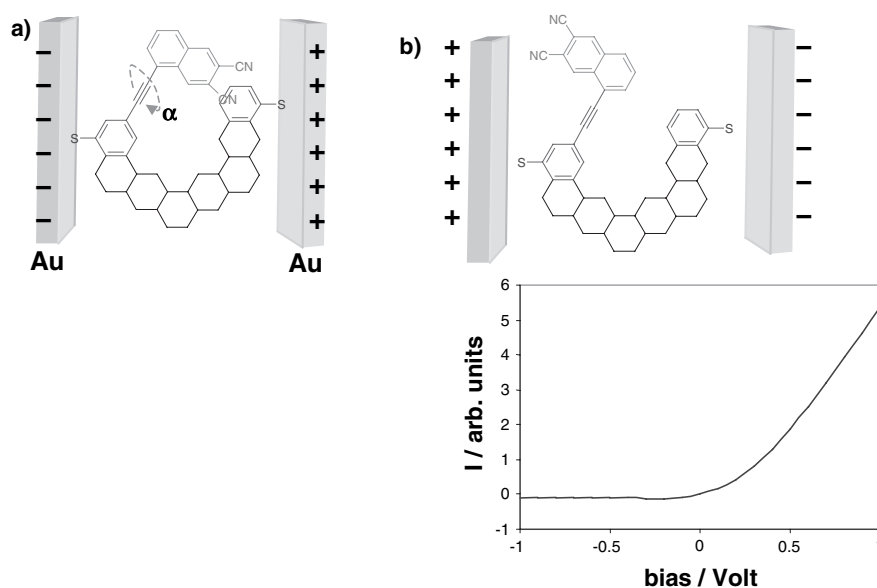 a)
CN
CN
α
S
S
Au
Au
− − − − − −
+ + + + + +
b)
NC
NC
S
S
+ + + + + +
− − − − − −
I / arb. units
6
5
4
3
2
1
0
-1
-1
-0.5
0
0.5
bias / Volt